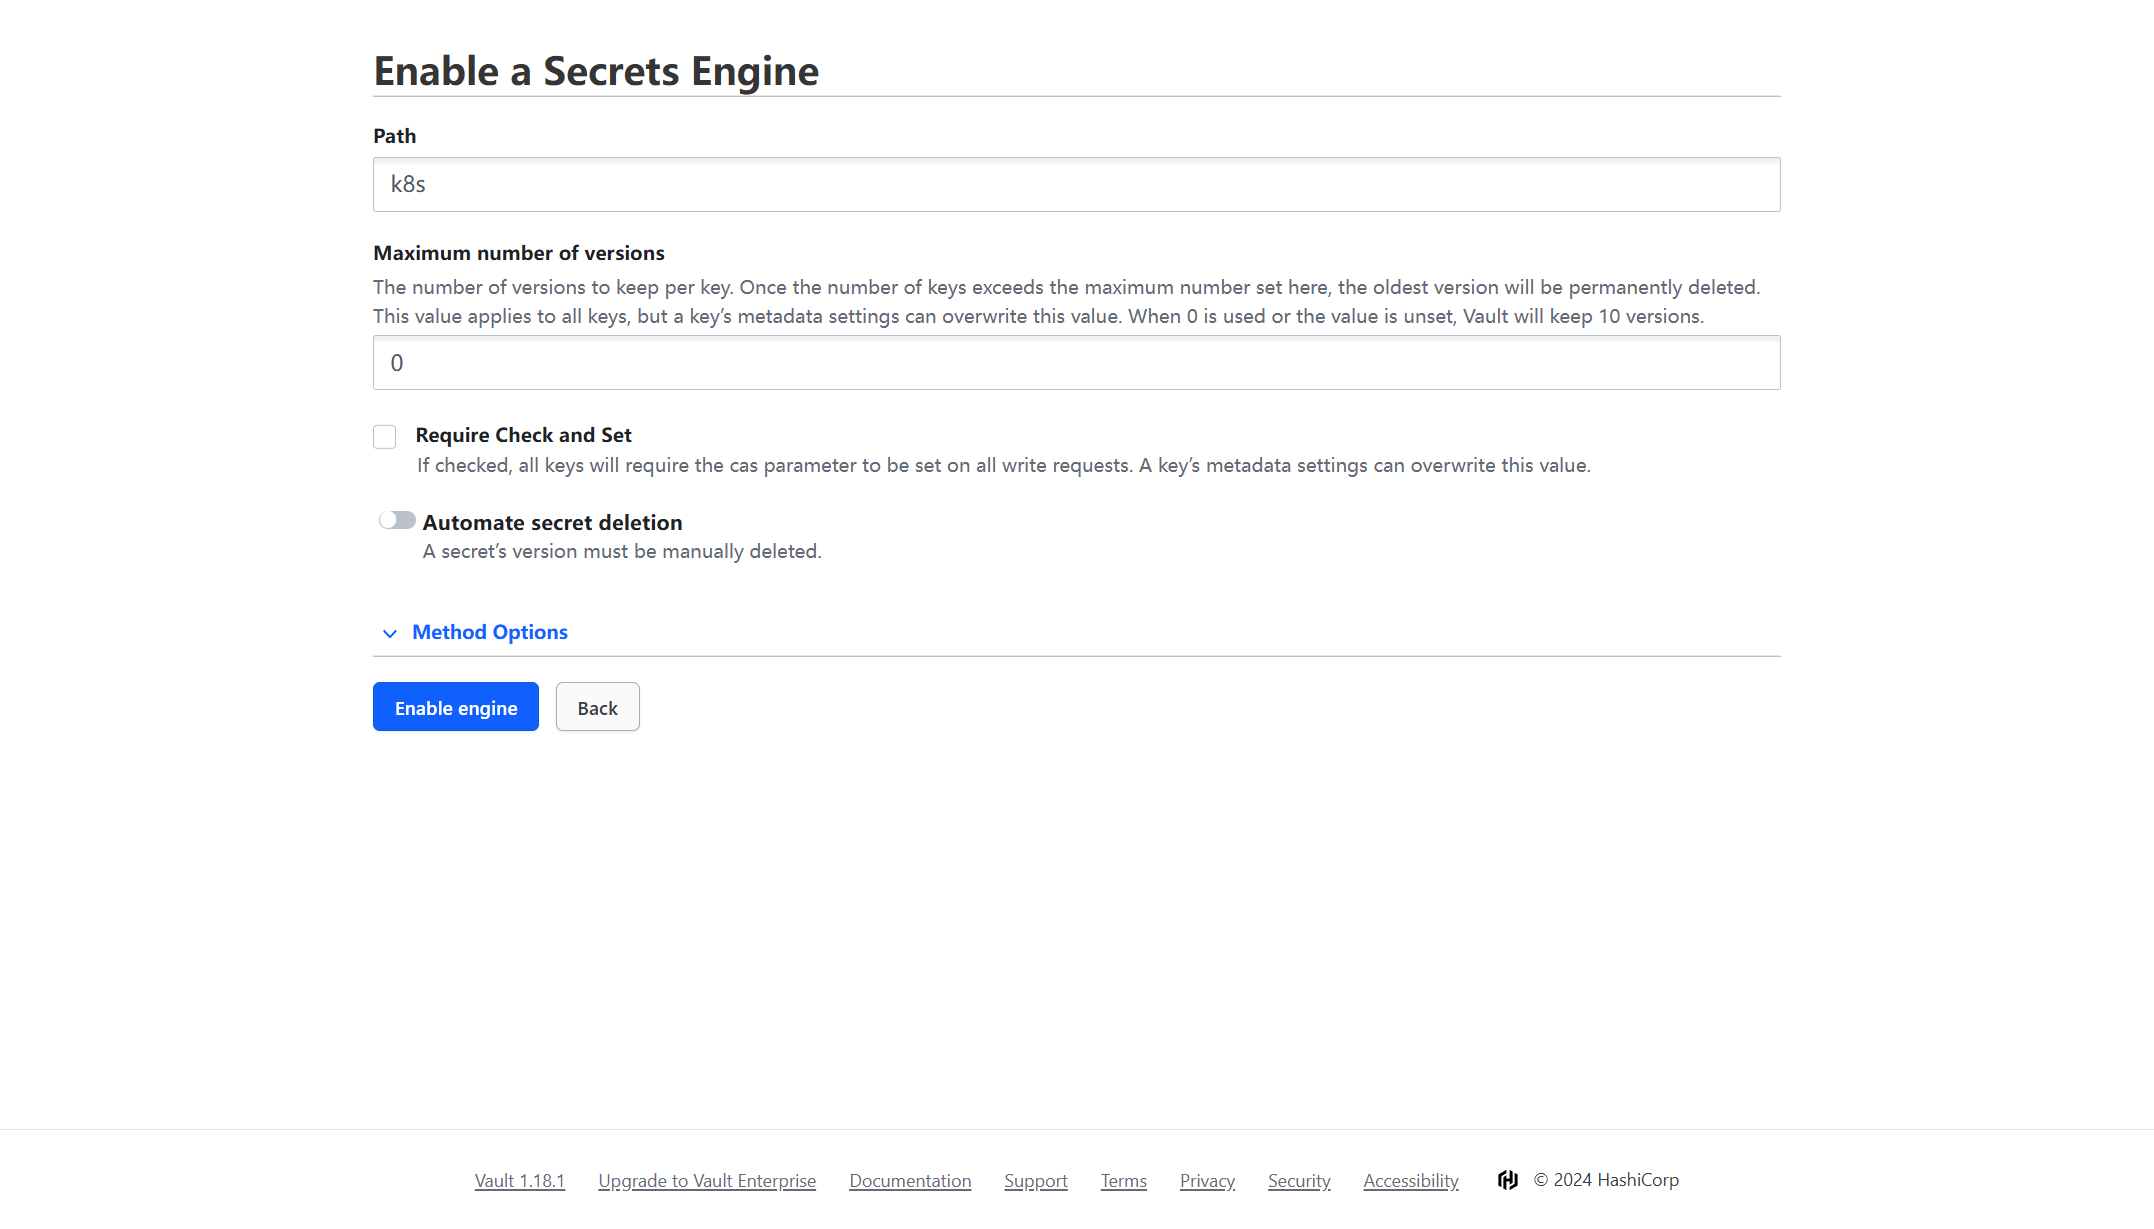 Enable a Secrets Engine
Path
k8s
Maximum number of versions
The number of versions to keep per key. Once the number of keys exceeds the maximum number set here, the oldest version will be permanently deleted.
This value applies to all keys, but a key’s metadata settings can overwrite this value. When 0 is used or the value is unset, Vault will keep 10 versions.
0
Require Check and Set
If checked, all keys will require the cas parameter to be set on all write requests. A key’s metadata settings can overwrite this value.
Automate secret deletion
A secret’s version must be manually deleted.
Method Options
Enable engine Back
Vault 1.18.1 Upgrade to Vault Enterprise Documentation Support Terms Privacy Security Accessibility © 2024 HashiCorp